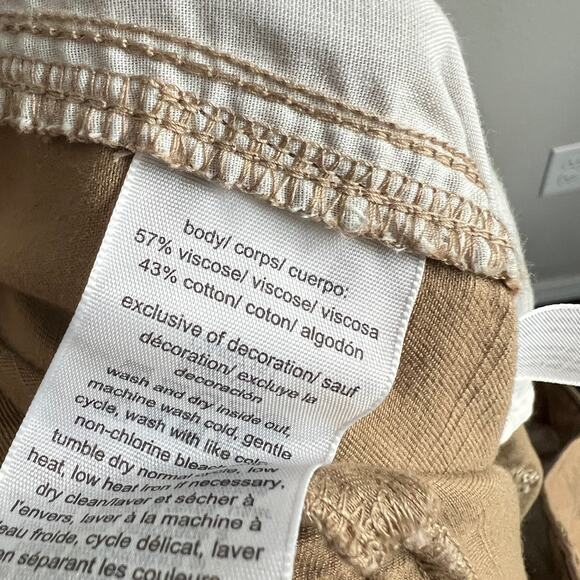 body/ corps/ cuerpo:
57% viscose/ viscose/ viscosa
43% cotton/ coton/ algodón
exclusive of decoration/ sauf
décoration/ excluye la
decoración
wash and dry inside out,
machine wash cold, gentle
cycle, wash with like
non-chlorine
tumble dry normal low
heat, low heat iron if necessary,
dry clean/laver et sécher à
l'envers, laver à la machine à
eau froide, cycle délicat, laver
en séparant les couleurs